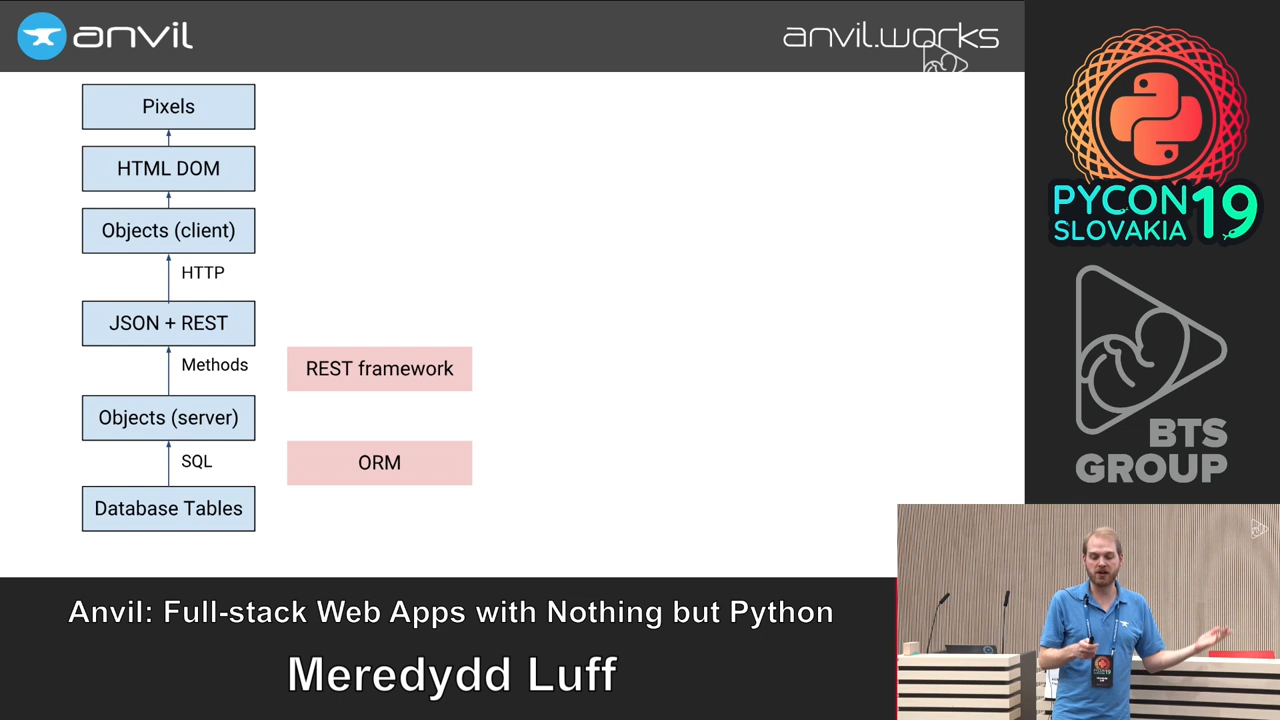 anvil
anvil.works
Pixels
HTML DOM
Objects (client)
HTTP
JSON + REST
Methods
REST framework
Objects (server)
SQL
ORM
Database Tables
PYCON 19
SLOVAKIA
BTS
GROUP
Anvil: Full-stack Web Apps with Nothing but Python
Meredydd Luff